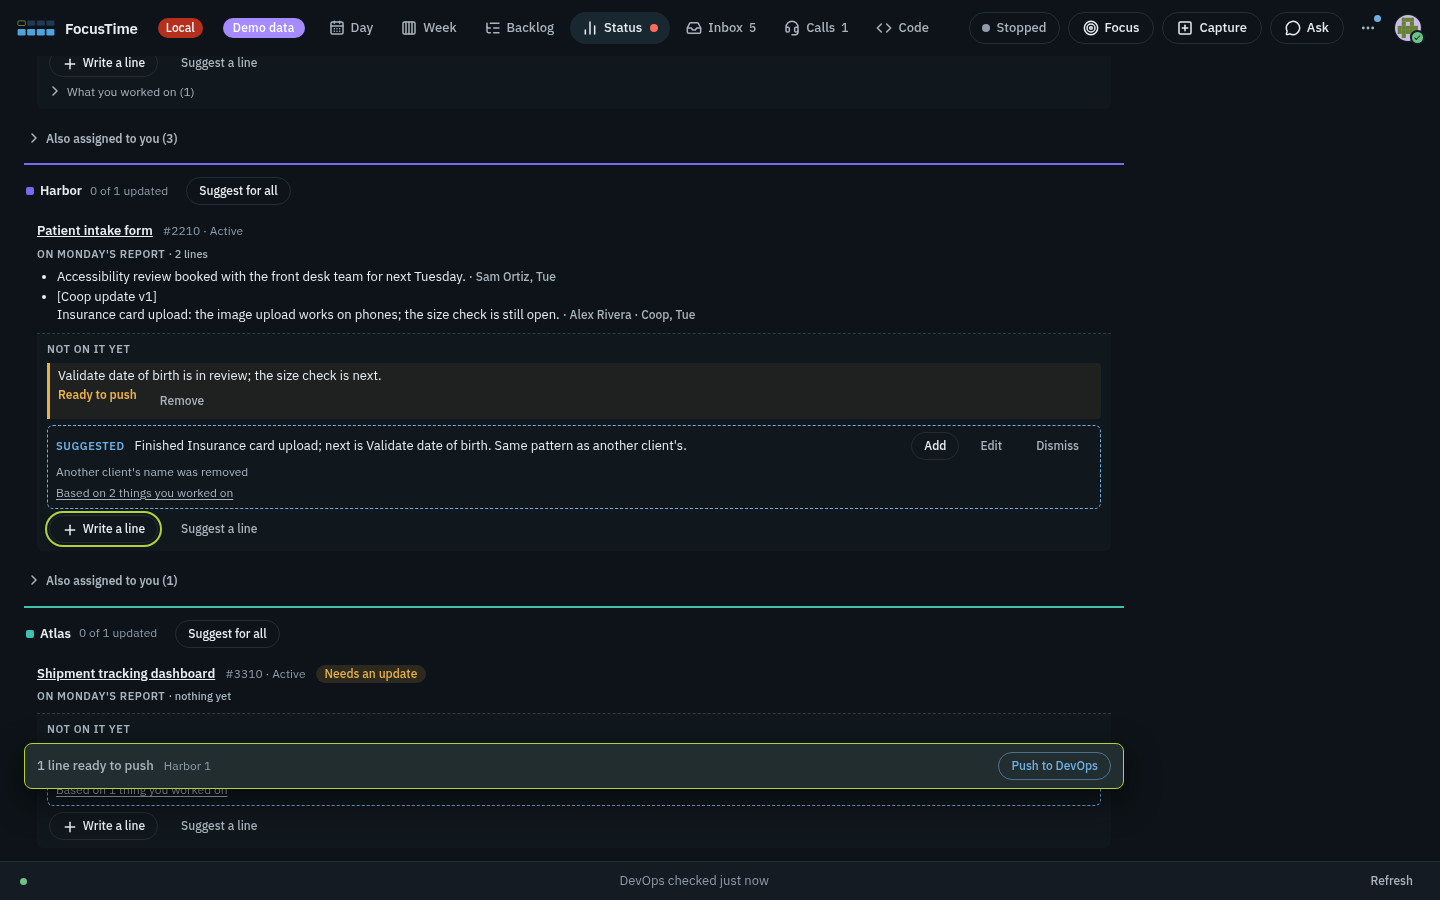 FocusTime Local Demo data Day Week Backlog Status Inbox 5 Calls 1 Code Stopped Focus Capture Ask
Write a line Suggest a line
What you worked on (1)
Also assigned to you (3)
Harbor 0 of 1 updated Suggest for all
Patient intake form #2210 · Active
ON MONDAY'S REPORT · 2 lines
• Accessibility review booked with the front desk team for next Tuesday. · Sam Ortiz, Tue
• [Coop update v1]
Insurance card upload: the image upload works on phones; the size check is still open. · Alex Rivera · Coop, Tue
NOT ON IT YET
Validate date of birth is in review; the size check is next.
Ready to push Remove
SUGGESTED Finished Insurance card upload; next is Validate date of birth. Same pattern as another client's. Add Edit Dismiss
Another client's name was removed
Based on 2 things you worked on
Write a line Suggest a line
Also assigned to you (1)
Atlas 0 of 1 updated Suggest for all
Shipment tracking dashboard #3310 · Active Needs an update
ON MONDAY'S REPORT · nothing yet
NOT ON IT YET
1 line ready to push Harbor 1 Push to DevOps
Based on 1 thing you worked on
Write a line Suggest a line
DevOps checked just now Refresh